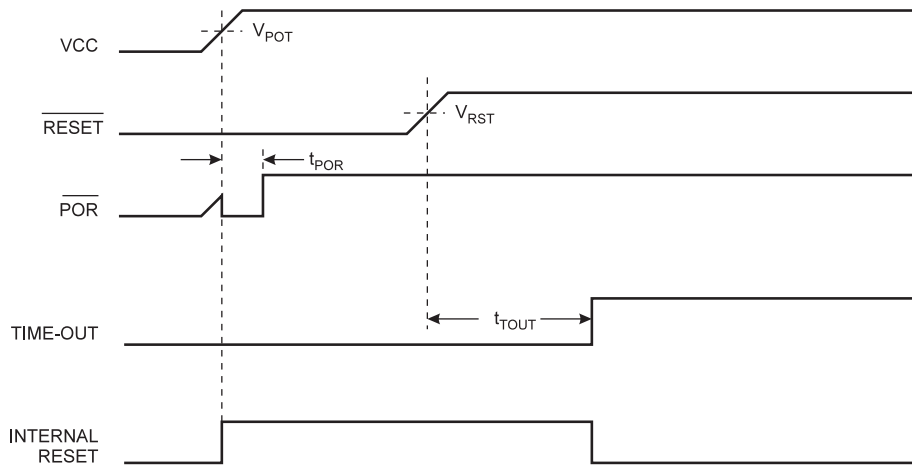 VCC
V_POT
RESET
V_RST
t_POR
POR
TIME-OUT
t_TOUT
INTERNAL
RESET